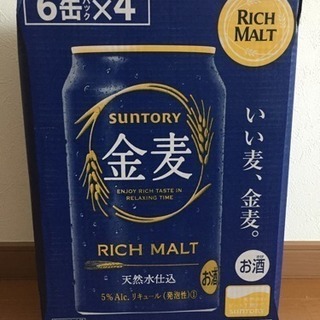 6缶パック×4
RICH
MALT
SUNTORY
金麦
ENJOY RICH TASTE IN
RELAXING TIME
RICH MALT
天然水仕込
お酒
5%Alc. リキュール(発泡性)①
いい麦、金麦。
お酒